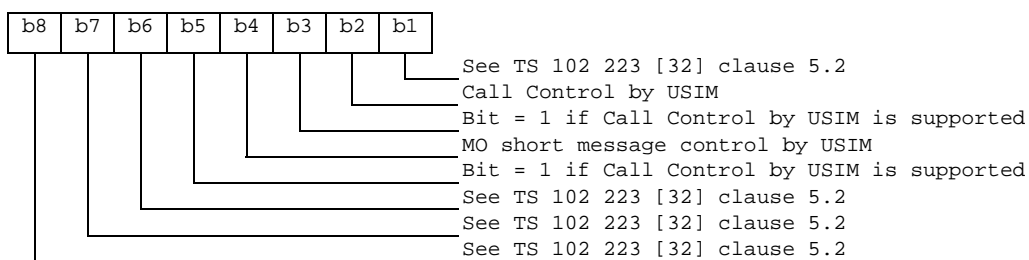 b8 b7 b6 b5 b4 b3 b2 b1
See TS 102 223 [32] clause 5.2
Call Control by USIM
Bit = 1 if Call Control by USIM is supported
MO short message control by USIM
Bit = 1 if Call Control by USIM is supported
See TS 102 223 [32] clause 5.2
See TS 102 223 [32] clause 5.2
See TS 102 223 [32] clause 5.2